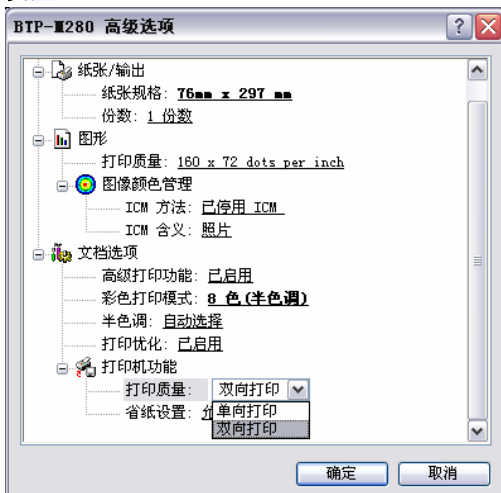 BTP-M280 高级选项
纸张/输出
纸张规格: 76mm x 297 mm
份数: 1 份数
图形
打印质量: 160 x 72 dots per inch
图像颜色管理
ICM 方法: 已停用 ICM
ICM 含义: 照片
文档选项
高级打印功能: 已启用
彩色打印模式: 8 色(半色调)
半色调: 自动选择
打印优化: 已启用
打印机功能
打印质量: 双向打印
省纸设置:
单向打印
双向打印
确定 取消